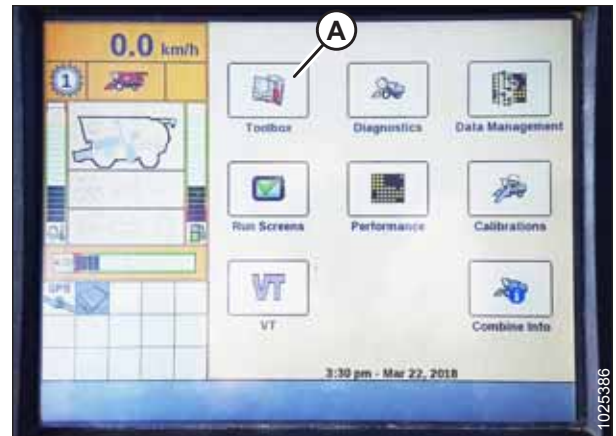 A
0.0 km/h
1
Toolbox
Diagnostics
Data Management
Run Screens
Performance
Calibrations
GPS
VT
VT
Combine Info
3:30 pm - Mar 22, 2018
1025386